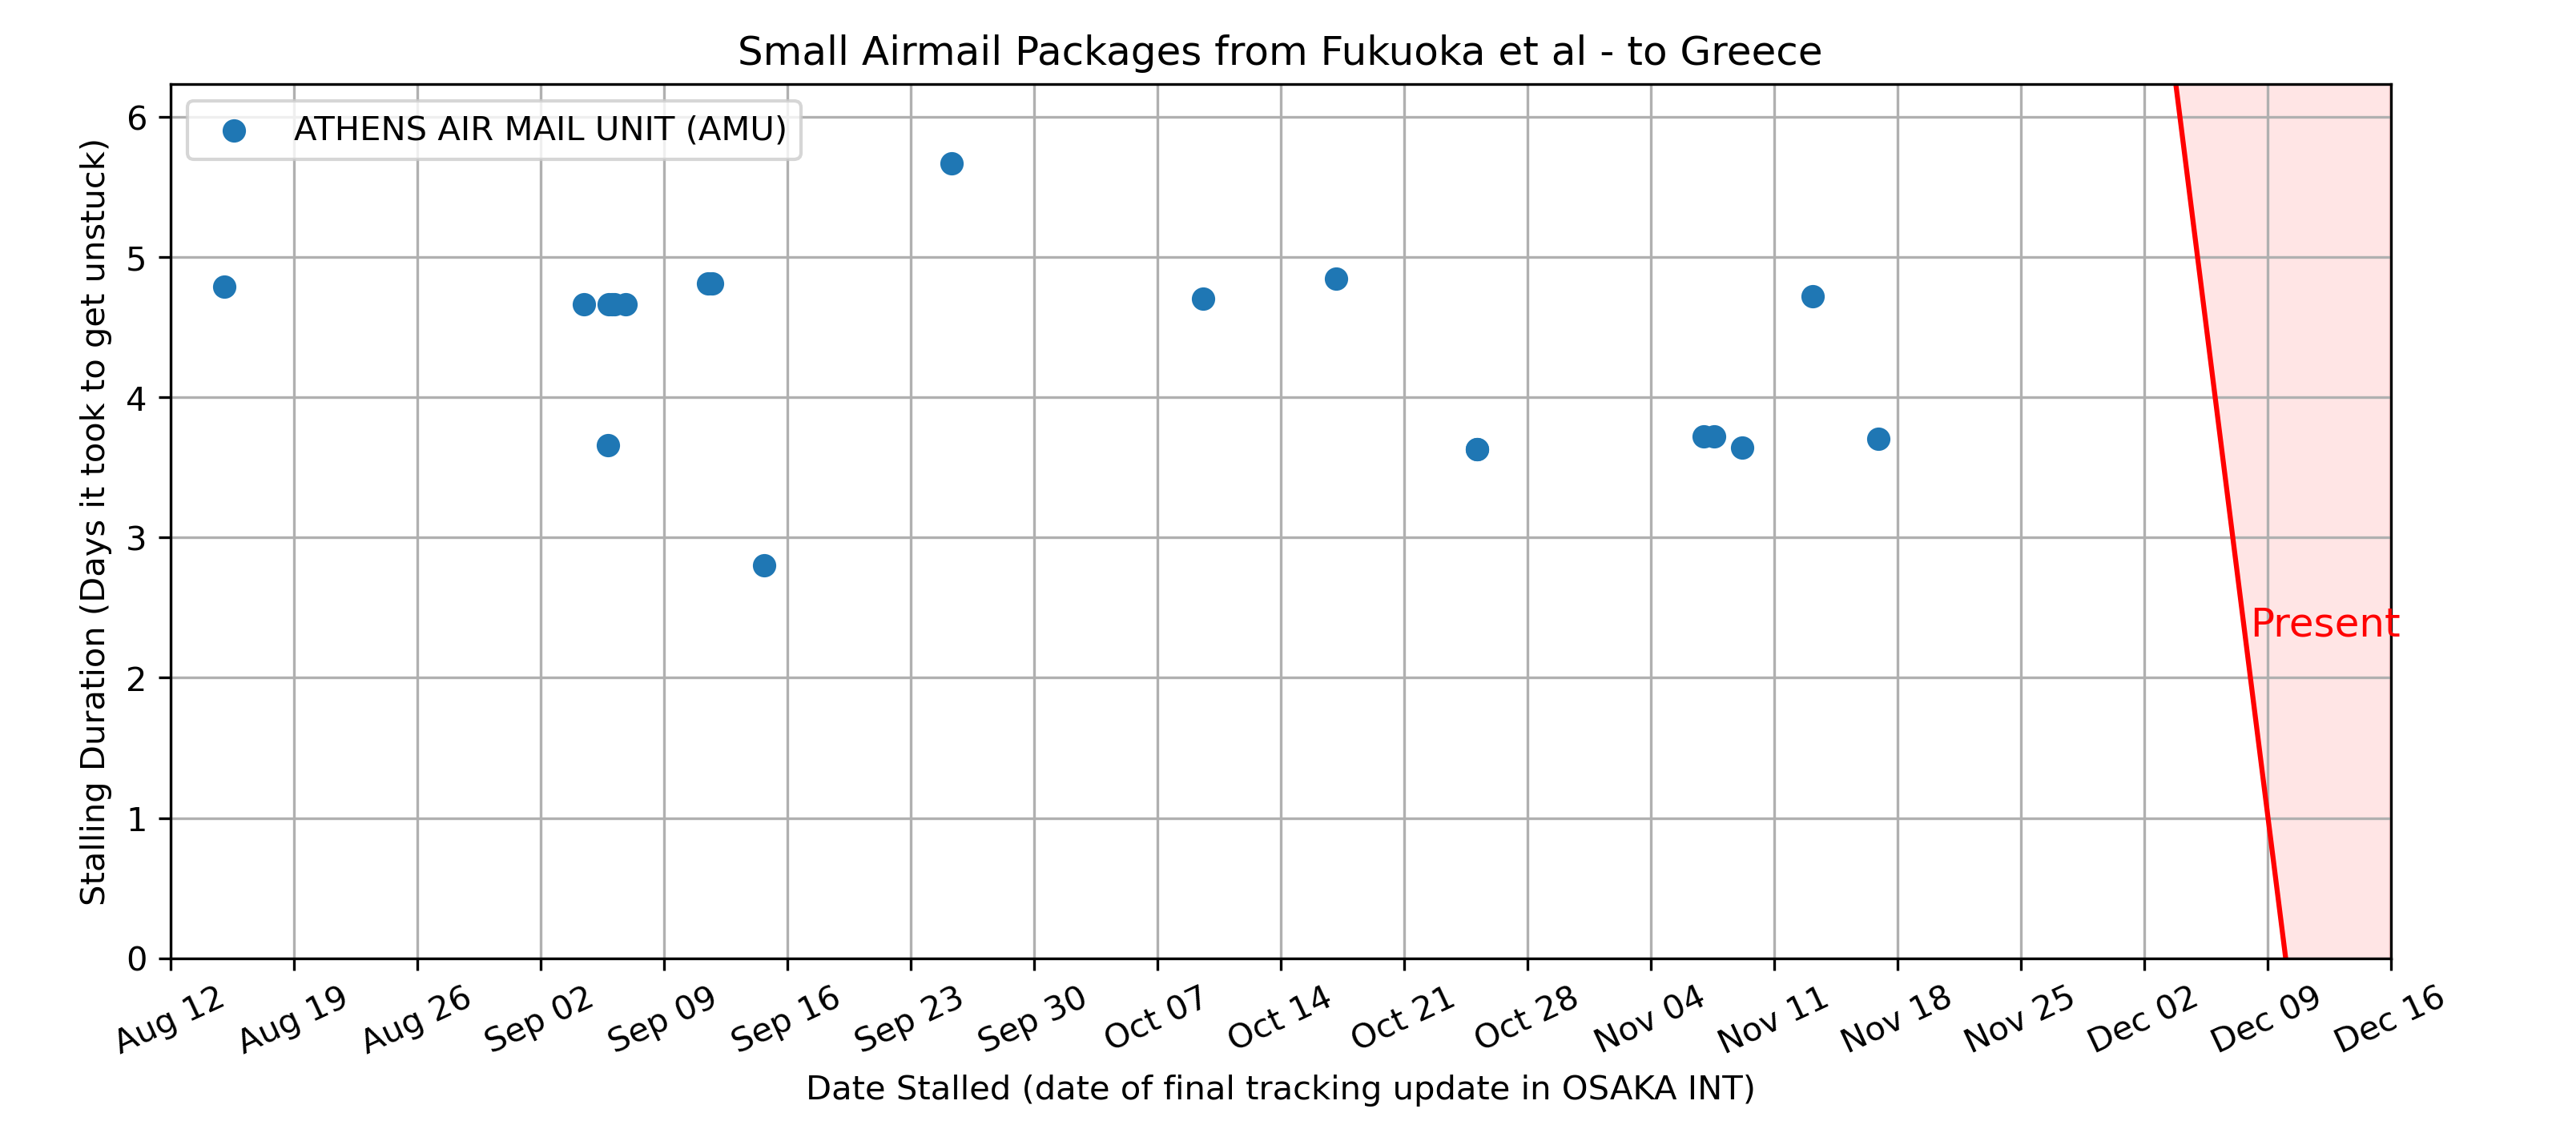 Small Airmail Packages from Fukuoka et al - to Greece
ATHENS AIR MAIL UNIT (AMU)
Stalling Duration (Days it took to get unstuck)
6
5
4
3
2
1
0
Present
Aug 12
Aug 19
Aug 26
Sep 02
Sep 09
Sep 16
Sep 23
Sep 30
Oct 07
Oct 14
Oct 21
Oct 28
Nov 04
Nov 11
Nov 18
Nov 25
Dec 02
Dec 09
Dec 16
Date Stalled (date of final tracking update in OSAKA INT)